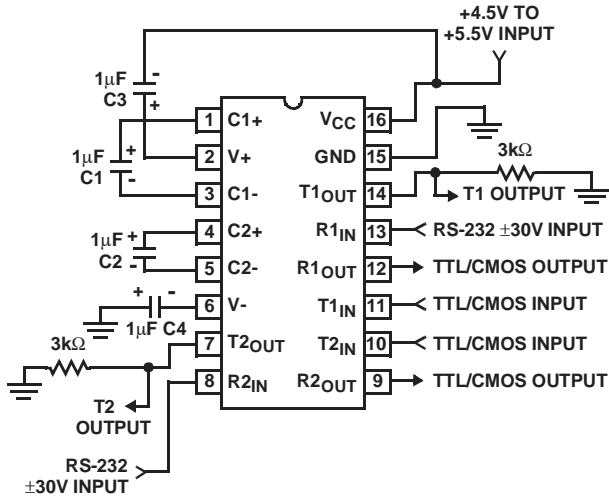 +4.5V TO
+5.5V INPUT
1μF
-
C3
+
1
C1+
VCC
16
1μF
+
-
C1
2
V+
GND
15
3kΩ
3
C1-
T1OUT
14
T1 OUTPUT
4
C2+
R1IN
13
RS-232 ±30V INPUT
1μF
+
C2
-
5
C2-
R1OUT
12
TTL/CMOS OUTPUT
+
-
1μF C4
6
V-
T1IN
11
TTL/CMOS INPUT
3kΩ
7
T2OUT
T2IN
10
TTL/CMOS INPUT
8
R2IN
R2OUT
9
TTL/CMOS OUTPUT
T2
OUTPUT
RS-232
±30V INPUT